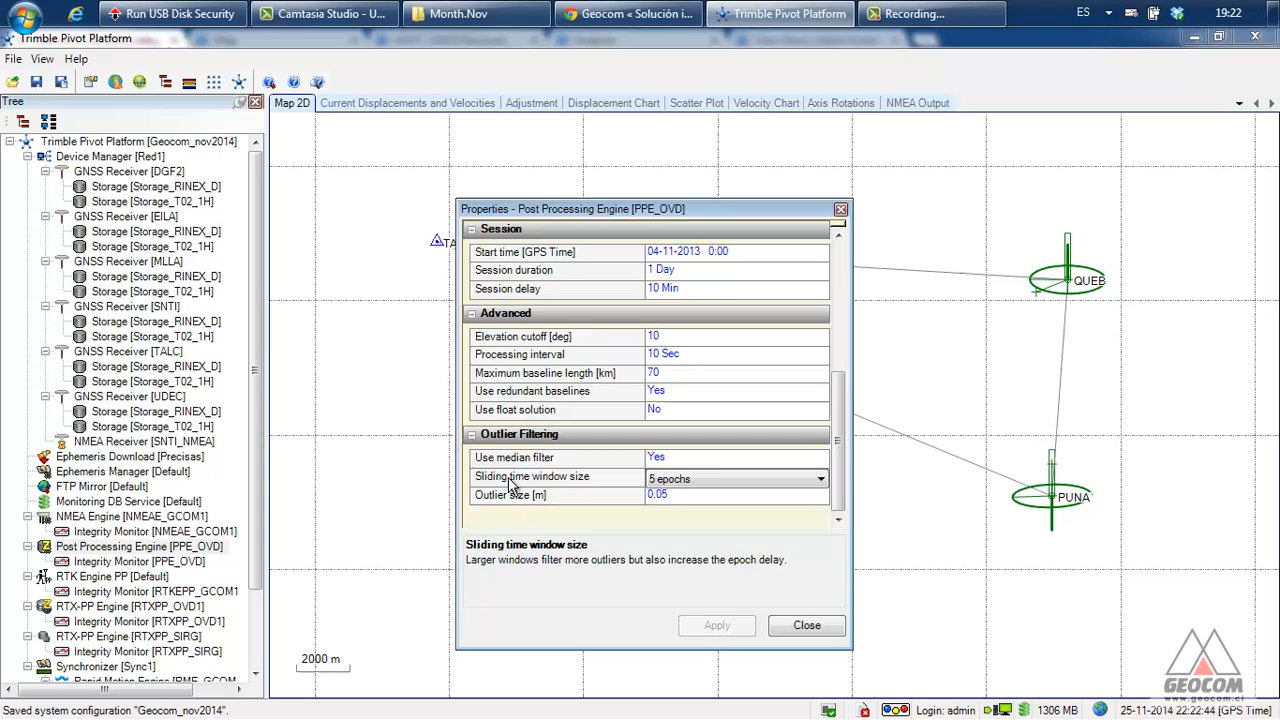 Run USB Disk Security
Camtasia Studio - U...
Month.Nov
Geocom « Solución i...
Trimble Pivot Platform
Recording...
ES
19:22
Trimble Pivot Platform
File View Help
Tree
Map 2D
Current Displacements and Velocities
Adjustment
Displacement Chart
Scatter Plot
Velocity Chart
Axis Rotations
NMEA Output
Trimble Pivot Platform [Geocom_nov2014]
Device Manager [Red1]
GNSS Receiver [DGF2]
Storage [Storage_RINEX_D]
Storage [Storage_T02_1H]
GNSS Receiver [EILA]
Storage [Storage_RINEX_D]
Storage [Storage_T02_1H]
GNSS Receiver [MLLA]
Storage [Storage_RINEX_D]
Storage [Storage_T02_1H]
GNSS Receiver [SNTI]
Storage [Storage_RINEX_D]
Storage [Storage_T02_1H]
GNSS Receiver [TALC]
Storage [Storage_RINEX_D]
Storage [Storage_T02_1H]
GNSS Receiver [UDEC]
Storage [Storage_RINEX_D]
Storage [Storage_T02_1H]
NMEA Receiver [SNTI_NMEA]
Ephemeris Download [Precisas]
Ephemeris Manager [Default]
FTP Mirror [Default]
Monitoring DB Service [Default]
NMEA Engine [NMEAE_GCOM1]
Integrity Monitor [NMEAE_GCOM1]
Post Processing Engine [PPE_OVD]
Integrity Monitor [PPE_OVD]
RTK Engine PP [Default]
Integrity Monitor [RTKEPP_GCOM1
RTX-PP Engine [RTXPP_OVD1]
Integrity Monitor [RTXPP_OVD1]
RTX-PP Engine [RTXPP_SIRG]
Integrity Monitor [RTXPP_SIRG]
Synchronizer [Sync1]
Rapid Motion Engine [RME_GCOM1
TA
QUEB
PUNA
2000 m
Properties - Post Processing Engine [PPE_OVD]
Session
Start time [GPS Time] 04-11-2013 0:00
Session duration 1 Day
Session delay 10 Min
Advanced
Elevation cutoff [deg] 10
Processing interval 10 Sec
Maximum baseline length [km] 70
Use redundant baselines Yes
Use float solution No
Outlier Filtering
Use median filter Yes
Sliding time window size 5 epochs
Outlier size [m] 0.05
Sliding time window size
Larger windows filter more outliers but also increase the epoch delay.
Apply
Close
GEOCOM
www.geocom.cl
Saved system configuration "Geocom_nov2014".
Login: admin
1306 MB
25-11-2014 22:22:44 [GPS Time]